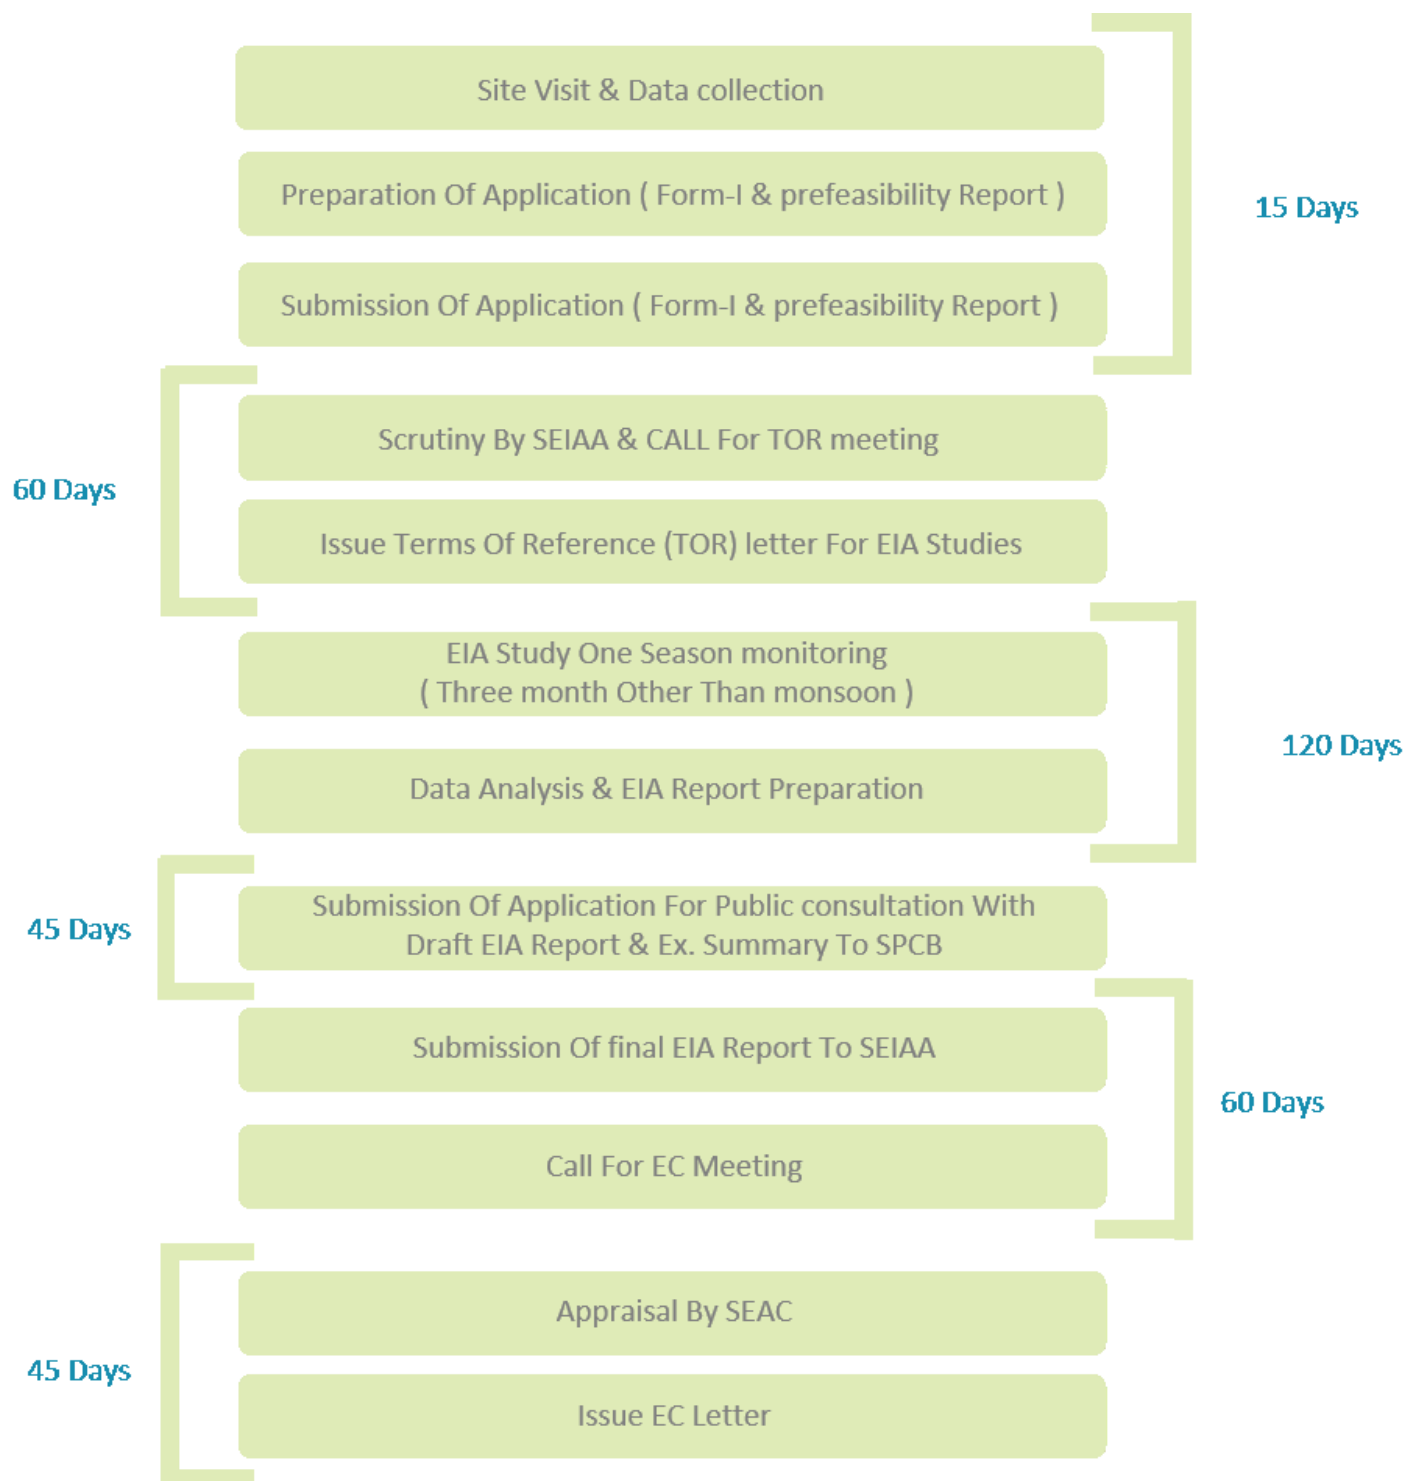 Site Visit & Data collection
Preparation Of Application ( Form-I & prefeasibility Report )
15 Days
Submission Of Application ( Form-I & prefeasibility Report )
Scrutiny By SEIAA & CALL For TOR meeting
60 Days
Issue Terms Of Reference (TOR) letter For EIA Studies
EIA Study One Season monitoring
( Three month Other Than monsoon )
120 Days
Data Analysis & EIA Report Preparation
Submission Of Application For Public consultation With
45 Days
Draft EIA Report & Ex. Summary To SPCB
Submission Of final EIA Report To SEIAA
60 Days
Call For EC Meeting
Appraisal By SEAC
45 Days
Issue EC Letter